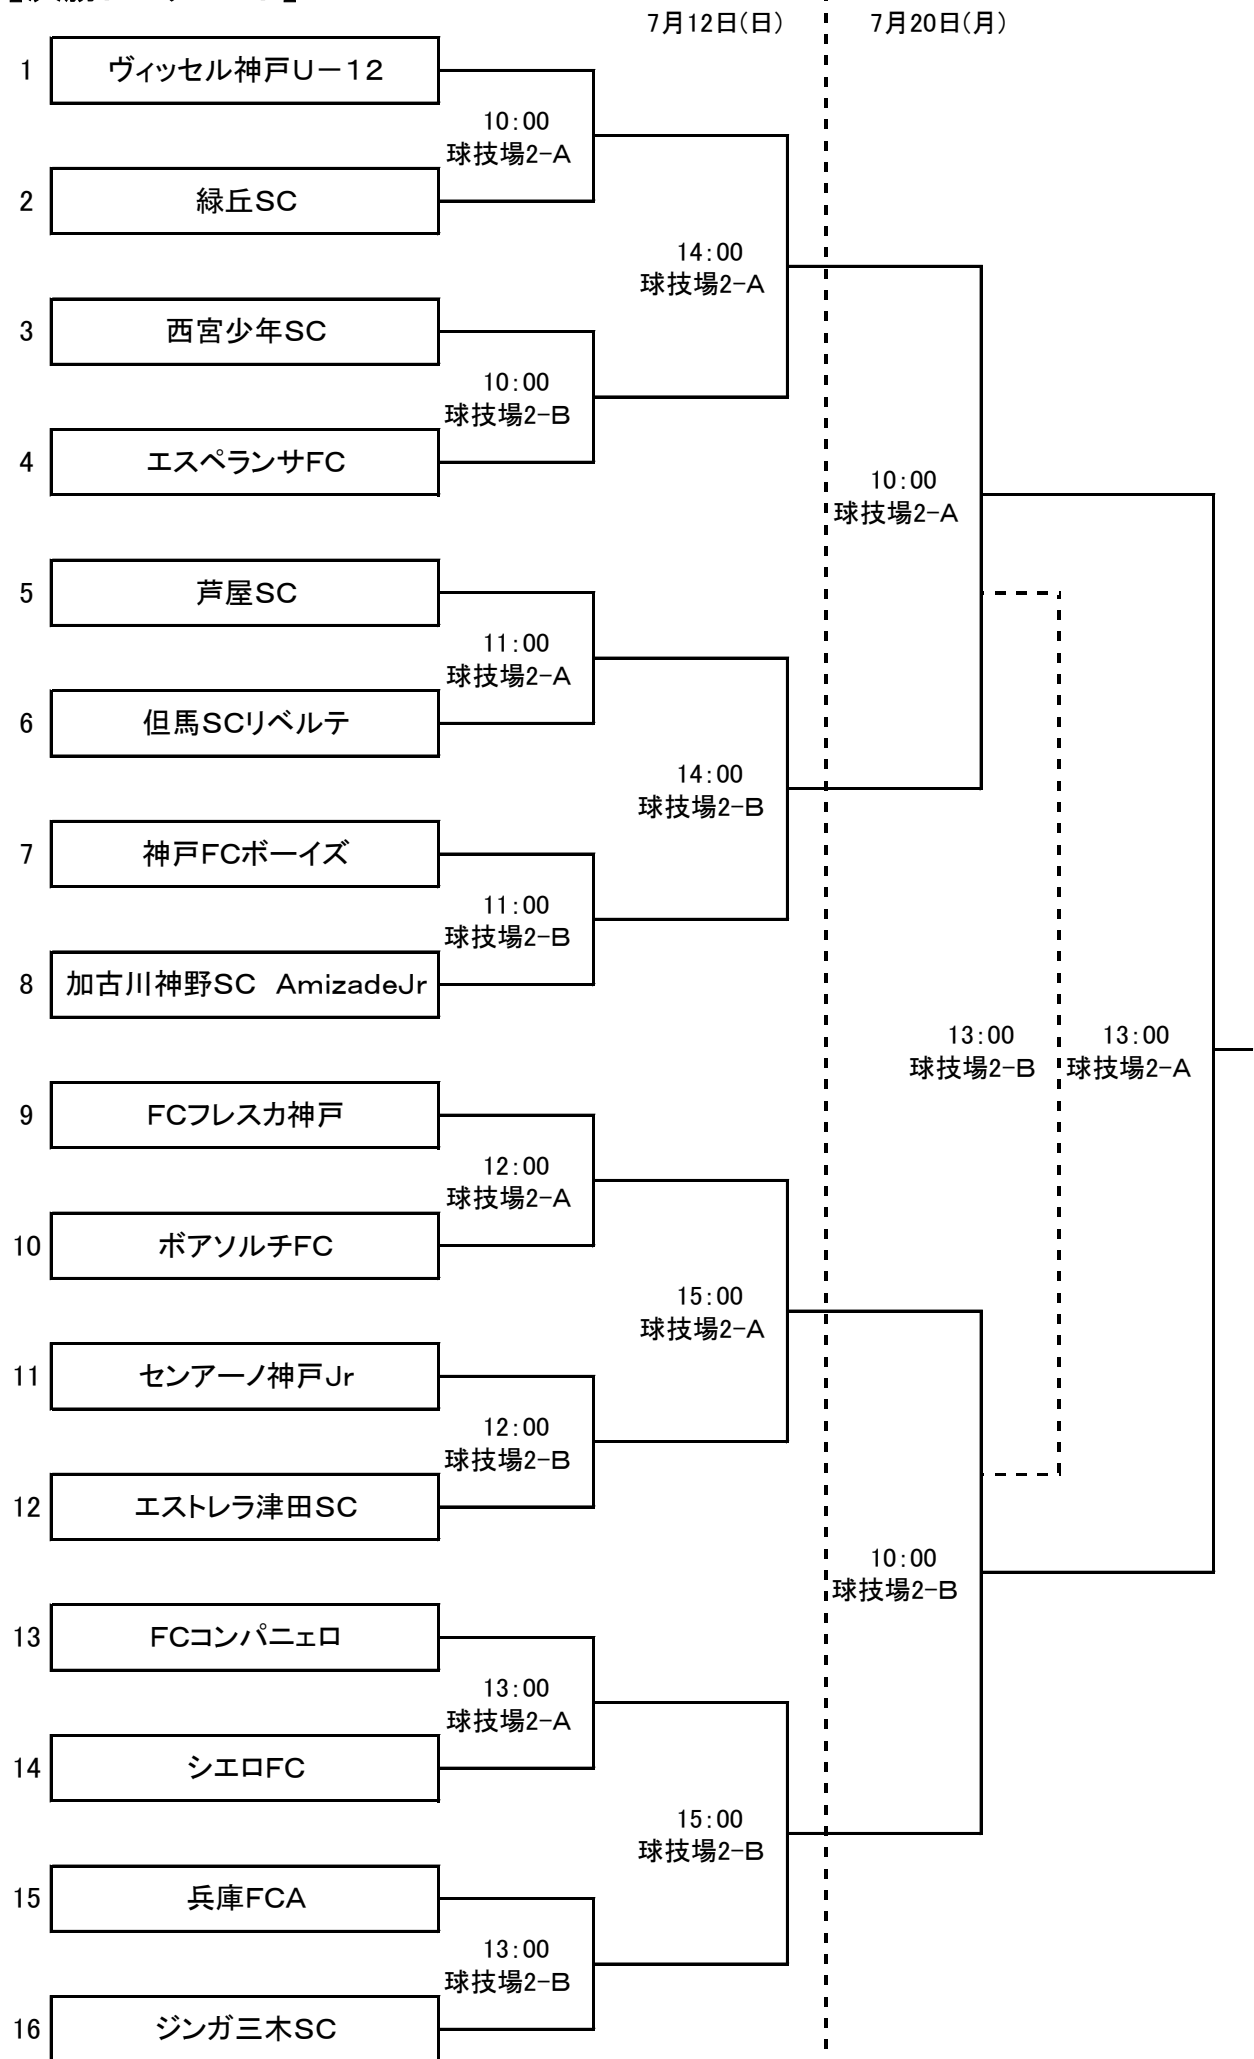 7月12日(日)
7月20日(月)
1 ヴィッセル神戸U－12
10:00
球技場2-A
2 緑丘SC
14:00
球技場2-A
3 西宮少年SC
10:00
球技場2-B
4 エスペランサFC
10:00
球技場2-A
5 芦屋SC
11:00
球技場2-A
6 但馬SCリベルテ
14:00
球技場2-B
7 神戸FCボーイズ
11:00
球技場2-B
8 加古川神野SC　AmizadeJr
13:00
球技場2-B
13:00
球技場2-A
9 FCフレスカ神戸
12:00
球技場2-A
10 ボアソルチFC
15:00
球技場2-A
11 センアーノ神戸Jr
12:00
球技場2-B
12 エストレラ津田SC
10:00
球技場2-B
13 FCコンパニェロ
13:00
球技場2-A
14 シエロFC
15:00
球技場2-B
15 兵庫FCA
13:00
球技場2-B
16 ジンガ三木SC